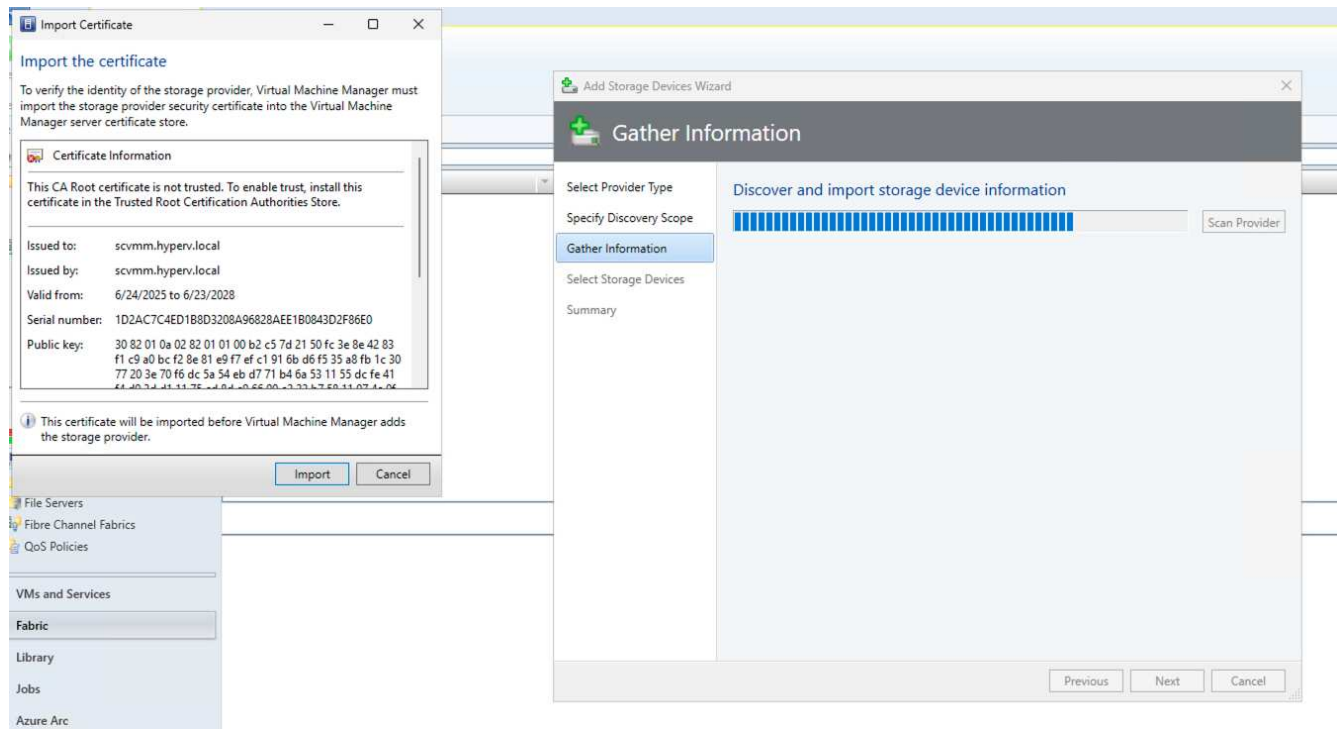 Import Certificate
Import the certificate
To verify the identity of the storage provider, Virtual Machine Manager must
import the storage provider security certificate into the Virtual Machine
Manager server certificate store.
Certificate Information
This CA Root certificate is not trusted. To enable trust, install this
certificate in the Trusted Root Certification Authorities Store.
Issued to: scvmm.hyperv.local
Issued by: scvmm.hyperv.local
Valid from: 6/24/2025 to 6/23/2028
Serial number: 1D2AC7C4ED1B8D3208A96828AEE1B0843D2F86E0
Public key: 30 82 01 0a 02 82 01 01 00 b2 c5 7d 21 50 fc 3e 8e 42 83
f1 c9 a0 bc f2 8e 81 e9 f7 ef c1 91 6b d6 f5 35 a8 fb 1c 30
77 20 3e 70 f6 dc 5a 54 eb d7 71 b4 6a 53 11 55 dc fe 41
This certificate will be imported before Virtual Machine Manager adds
the storage provider.
Import
Cancel
File Servers
Fibre Channel Fabrics
QoS Policies
VMs and Services
Fabric
Library
Jobs
Azure Arc
Add Storage Devices Wizard
Gather Information
Select Provider Type
Specify Discovery Scope
Gather Information
Select Storage Devices
Summary
Discover and import storage device information
Scan Provider
Previous
Next
Cancel